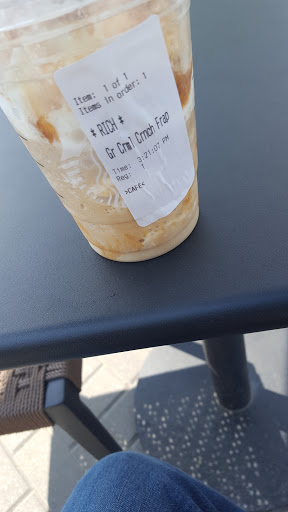 Item: 1 of 1
Items in order: 1
* RICH *
Gr Crml Crnch Frap
Time: 3:21:07 PM
Reg: 1
>CAFE<